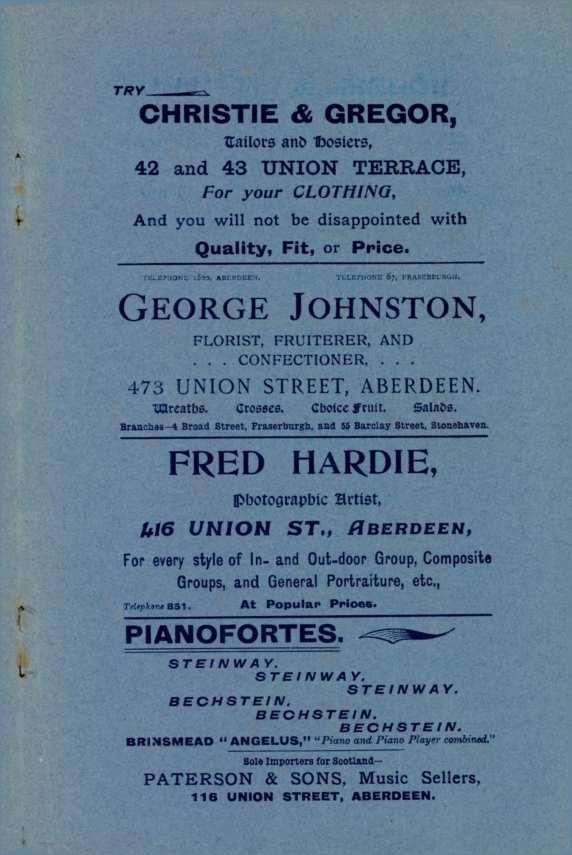 TRY
CHRISTIE & GREGOR,
Tailors and Hosiers,
42 and 43 UNION TERRACE,
For your CLOTHING,
And you will not be disappointed with
Quality, Fit, or Price.
TELEPHONE ABERDEEN. TELEPHONE 67, FRASERBURGH.
GEORGE JOHNSTON,
FLORIST, FRUITERER, AND
. . . CONFECTIONER, . . .
473 UNION STREET, ABERDEEN.
Wreaths. Crosses. Choice Fruit. Salads.
Branches—4 Broad Street, Fraserburgh, and 55 Barclay Street, Stonehaven.
FRED HARDIE,
Photographic Artist,
416 UNION ST., ABERDEEN,
For every style of In- and Out-door Group, Composite
Groups, and General Portraiture, etc.,
Telephone 851. At Popular Prices.
PIANOFORTES.
STEINWAY.
STEINWAY.
STEINWAY.
BECHSTEIN.
BECHSTEIN.
BECHSTEIN.
BRINSMEAD "ANGELUS," "Piano and Piano Player combined."
Sole Importers for Scotland—
PATERSON & SONS, Music Sellers,
116 UNION STREET, ABERDEEN.